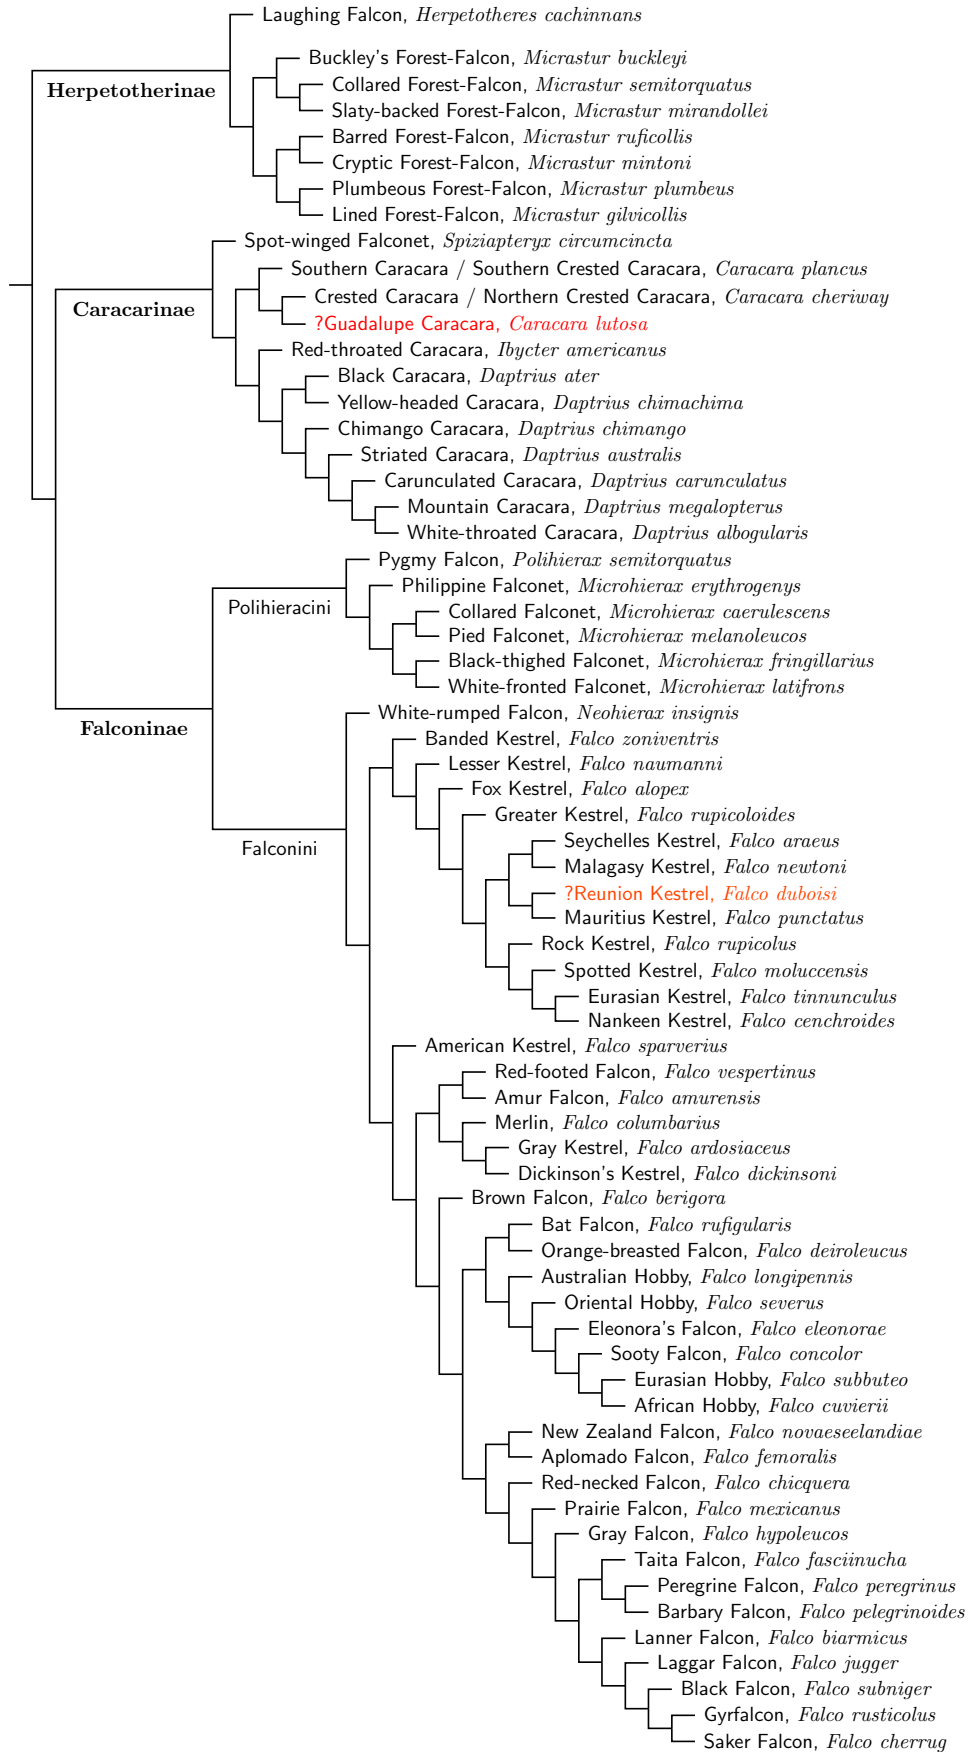 Laughing Falcon, Herpetotheres cachinnans
Buckley's Forest-Falcon, Micrastur buckleyi
Collared Forest-Falcon, Micrastur semitorquatus
Herpetotherinae
Slaty-backed Forest-Falcon, Micrastur mirandollei
Barred Forest-Falcon, Micrastur ruficollis
Cryptic Forest-Falcon, Micrastur mintoni
Plumbeous Forest-Falcon, Micrastur plumbeus
Lined Forest-Falcon, Micrastur gilvicollis
Spot-winged Falconet, Spiziapteryx circumcincta
Southern Caracara / Southern Crested Caracara, Caracara plancus
Crested Caracara / Northern Crested Caracara, Caracara cheriway
Caracarinae
?Guadalupe Caracara, Caracara lutosa
Red-throated Caracara, Ibycter americanus
Black Caracara, Daptrius ater
Yellow-headed Caracara, Daptrius chimachima
Chimango Caracara, Daptrius chimango
Striated Caracara, Daptrius australis
Carunculated Caracara, Daptrius carunculatus
Mountain Caracara, Daptrius megalopterus
White-throated Caracara, Daptrius albogularis
Pygmy Falcon, Polihierax semitorquatus
Philippine Falconet, Microhierax erythrogenys
Polihieracini
Collared Falconet, Microhierax caerulescens
Pied Falconet, Microhierax melanoleucos
Black-thighed Falconet, Microhierax fringillarius
White-fronted Falconet, Microhierax latifrons
White-rumped Falcon, Neohierax insignis
Falconinae
Banded Kestrel, Falco zoniventris
Lesser Kestrel, Falco naumanni
Fox Kestrel, Falco alopex
Greater Kestrel, Falco rupicoloides
Seychelles Kestrel, Falco araeus
Falconini
Malagasy Kestrel, Falco newtoni
?Reunion Kestrel, Falco duboisi
Mauritius Kestrel, Falco punctatus
Rock Kestrel, Falco rupicolus
Spotted Kestrel, Falco moluccensis
Eurasian Kestrel, Falco tinnunculus
Nankeen Kestrel, Falco cenchroides
American Kestrel, Falco sparverius
Red-footed Falcon, Falco vespertinus
Amur Falcon, Falco amurensis
Merlin, Falco columbarius
Gray Kestrel, Falco ardosiaceus
Dickinson's Kestrel, Falco dickinsoni
Brown Falcon, Falco berigora
Bat Falcon, Falco rufigularis
Orange-breasted Falcon, Falco deiroleucus
Australian Hobby, Falco longipennis
Oriental Hobby, Falco severus
Eleonora's Falcon, Falco eleonorae
Sooty Falcon, Falco concolor
Eurasian Hobby, Falco subbuteo
African Hobby, Falco cuvierii
New Zealand Falcon, Falco novaeseelandiae
Aplomado Falcon, Falco femoralis
Red-necked Falcon, Falco chicquera
Prairie Falcon, Falco mexicanus
Gray Falcon, Falco hypoleucos
Taita Falcon, Falco fasciinucha
Peregrine Falcon, Falco peregrinus
Barbary Falcon, Falco pelegrinoides
Lanner Falcon, Falco biarmicus
Laggar Falcon, Falco jugger
Black Falcon, Falco subniger
Gyrfalcon, Falco rusticolus
Saker Falcon, Falco cherrug